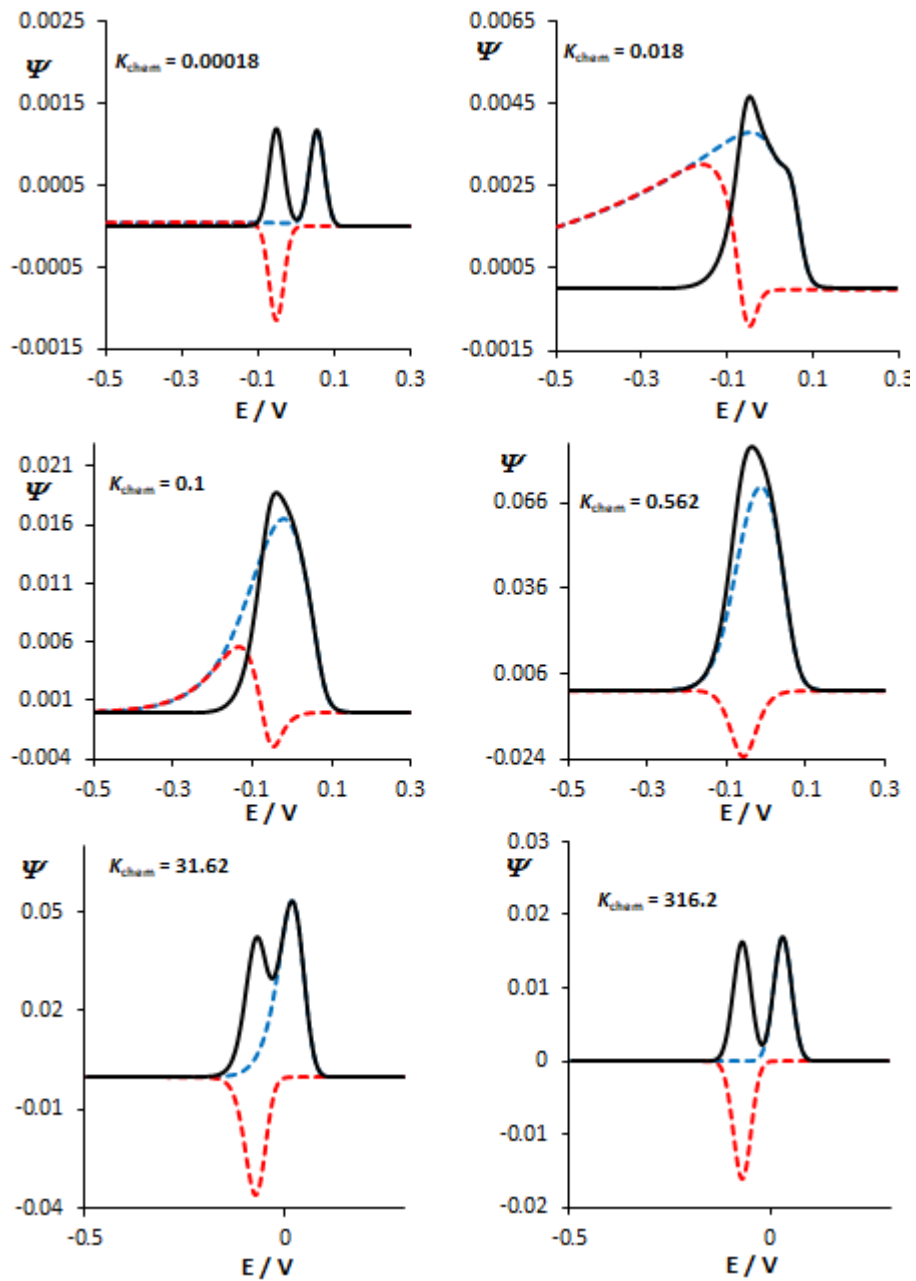 0.0025
Ψ
K_chem = 0.00018
0.0015
0.0005
-0.0005
-0.0015
-0.5 -0.3 -0.1 0.1 0.3
E / V
0.0065
Ψ
K_chem = 0.018
0.0045
0.0025
0.0005
-0.0015
-0.5 -0.3 -0.1 0.1 0.3
E / V
0.021
Ψ
K_chem = 0.1
0.016
0.011
0.006
0.001
-0.004
-0.5 -0.3 -0.1 0.1 0.3
E / V
Ψ
0.066
K_chem = 0.562
0.036
0.006
-0.024
-0.5 -0.3 -0.1 0.1 0.3
E / V
Ψ
K_chem = 31.62
0.05
0.02
-0.01
-0.04
-0.5 0
E / V
0.03
Ψ
K_chem = 316.2
0.02
0.01
0
-0.01
-0.02
-0.5 0
E / V